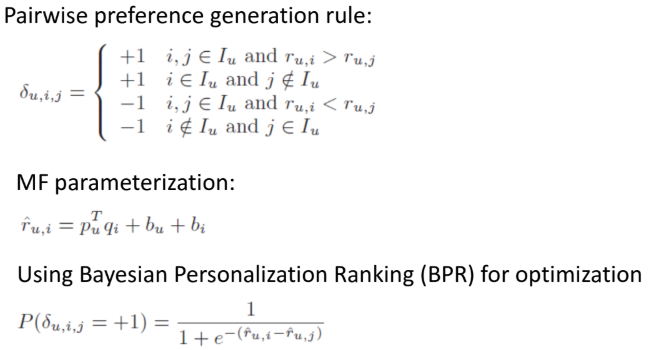 Pairwise preference generation rule:
δ_{u,i,j} = { +1 i, j ∈ I_u and r_{u,i} > r_{u,j}
+1 i ∈ I_u and j ∉ I_u
−1 i, j ∈ I_u and r_{u,i} < r_{u,j}
−1 i ∉ I_u and j ∈ I_u
MF parameterization:
r̂_{u,i} = p_u^T q_i + b_u + b_i
Using Bayesian Personalization Ranking (BPR) for optimization
P(δ_{u,i,j} = +1) = 1 / (1 + e^{−(r̂_{u,i} − r̂_{u,j})})